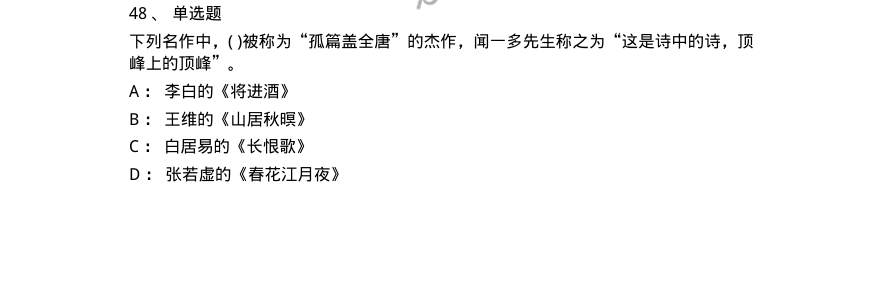 48 、 单选题
下列名作中，( )被称为“孤篇盖全唐”的杰作，闻一多先生称之为“这是诗中的诗，顶
峰上的顶峰”。
A ： 李白的《将进酒》
B ： 王维的《山居秋暝》
C ： 白居易的《长恨歌》
D ： 张若虚的《春花江月夜》